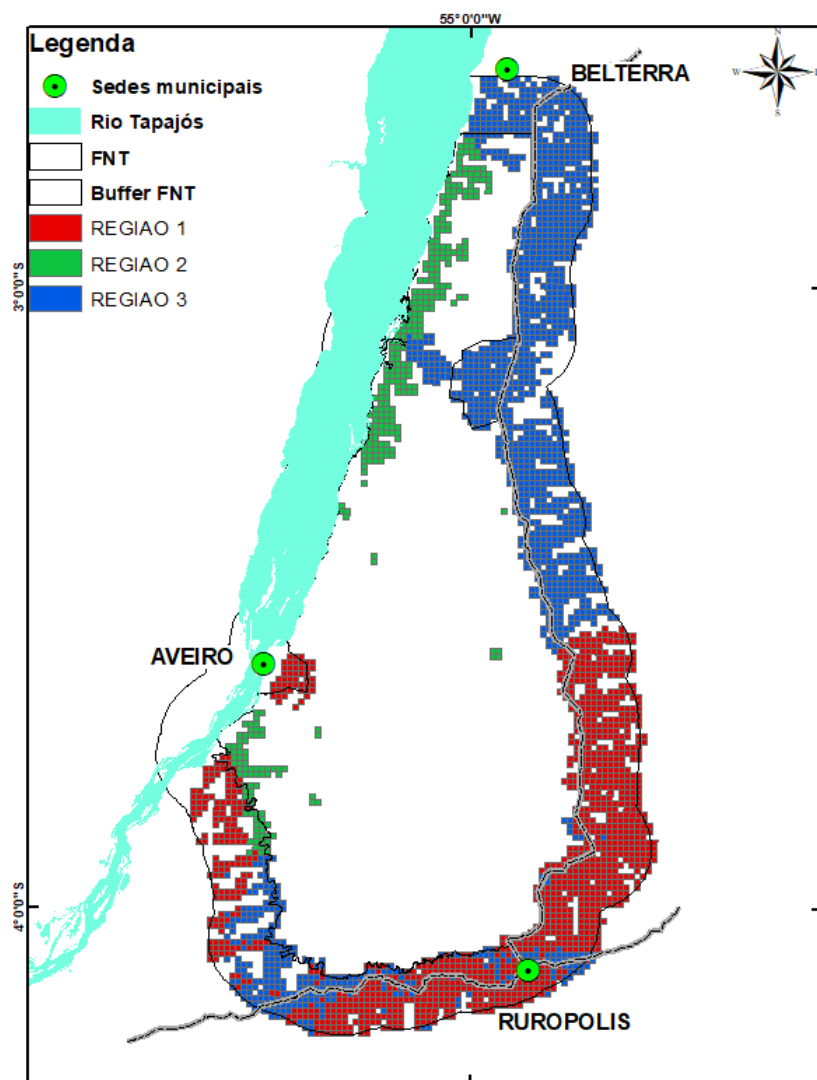 55°0'0"W
Legenda
Sedes municipais
Rio Tapajós
FNT
Buffer FNT
REGIAO 1
REGIAO 2
REGIAO 3
BELTERRA
N
W
E
S
3°0'0"S
AVEIRO
4°0'0"S
RUROPOLIS